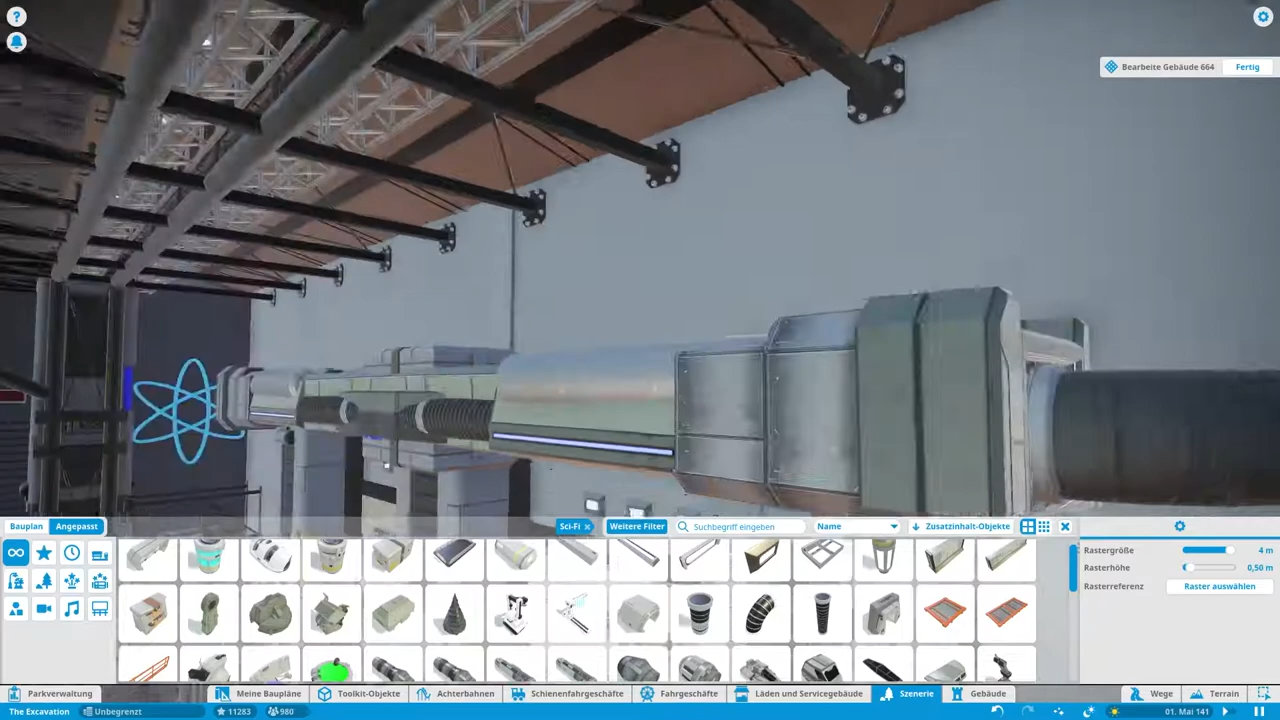 ?
Bearbeite Gebäude 664 Fertig
Bauplan Angepasst Sci-Fi × Weitere Filter Suchbegriff eingeben Name Zusatzinhalt-Objekte
Rastergröße 4 m
Rasterhöhe 0,50 m
Rasterreferenz Raster auswählen
Parkverwaltung Meine Baupläne Toolkit-Objekte Achterbahnen Schienenfahrgeschäfte Fahrgeschäfte Läden und Servicegebäude Szenerie Gebäude Wege Terrain
The Excavation Unbegrenzt 11283 980 01. Mai 141